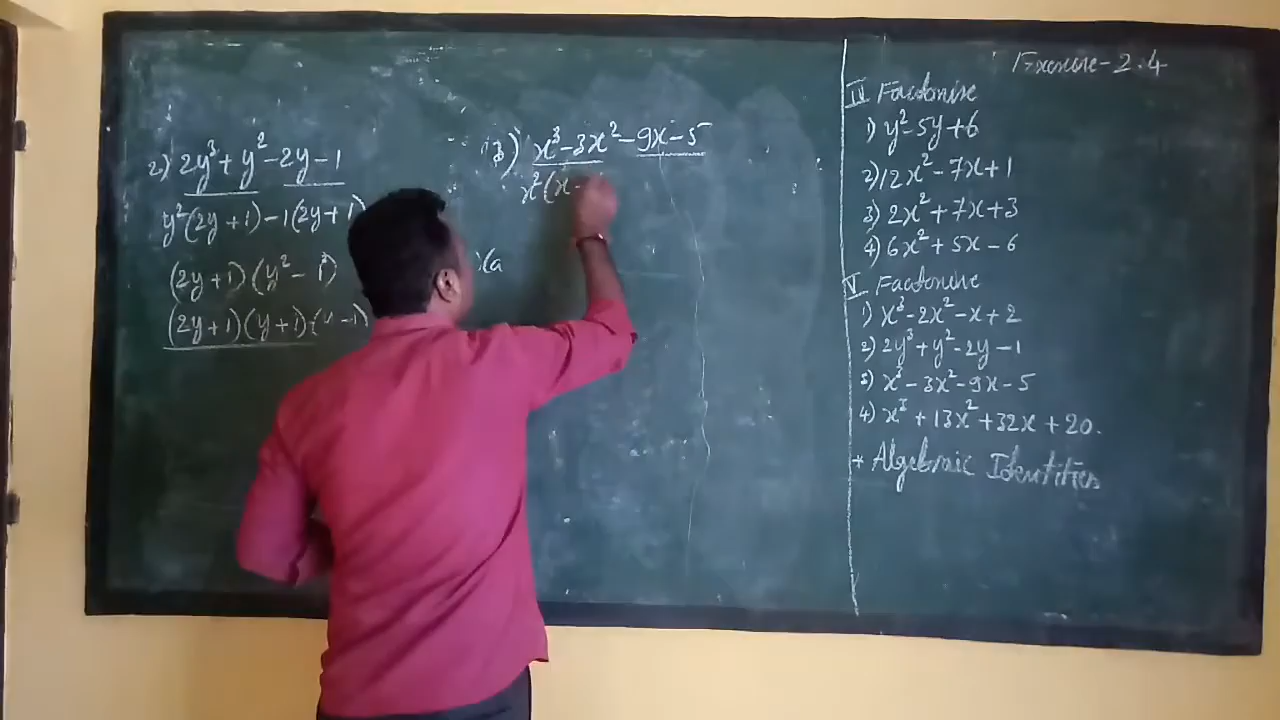 2) 2y³ + y² - 2y - 1
y²(2y + 1) - 1(2y + 1)
(2y + 1)(y² - 1²)
(2y + 1)(y + 1)(y - 1)
3) x³ - 3x² - 9x - 5
x²(x -
)(a
Exercise - 2.4
IV Factorise
1) y² - 5y + 6
2) 12x² - 7x + 1
3) 2x² + 7x + 3
4) 6x² + 5x - 6
V Factorise
1) x³ - 2x² - x + 2
2) 2y³ + y² - 2y - 1
3) x³ - 3x² - 9x - 5
4) x³ + 13x² + 32x + 20.
* Algebraic Identities